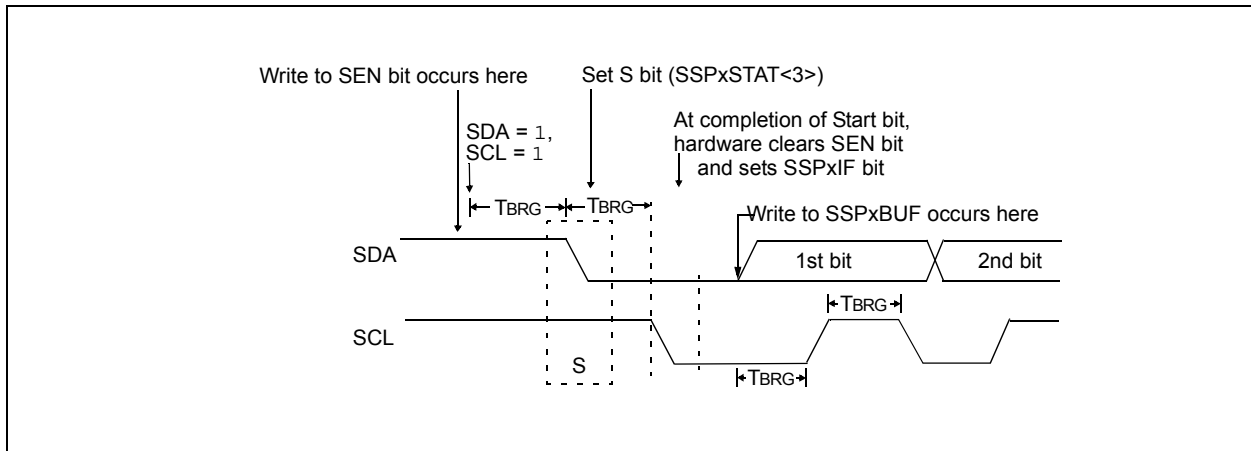 Write to SEN bit occurs here
Set S bit (SSPxSTAT<3>)
At completion of Start bit,
hardware clears SEN bit
and sets SSPxIF bit
SDA = 1,
SCL = 1
TBRG
TBRG
Write to SSPxBUF occurs here
SDA
1st bit
2nd bit
TBRG
SCL
S
TBRG